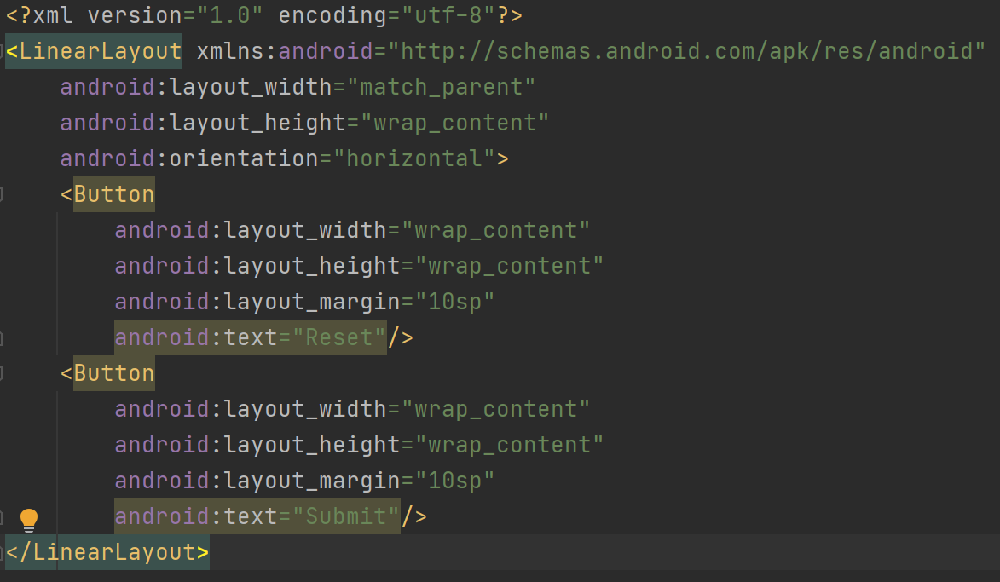 <?xml version="1.0" encoding="utf-8"?>
<LinearLayout xmlns:android="http://schemas.android.com/apk/res/android"
    android:layout_width="match_parent"
    android:layout_height="wrap_content"
    android:orientation="horizontal">
    <Button
        android:layout_width="wrap_content"
        android:layout_height="wrap_content"
        android:layout_margin="10sp"
        android:text="Reset"/>
    <Button
        android:layout_width="wrap_content"
        android:layout_height="wrap_content"
        android:layout_margin="10sp"
        android:text="Submit"/>
</LinearLayout>